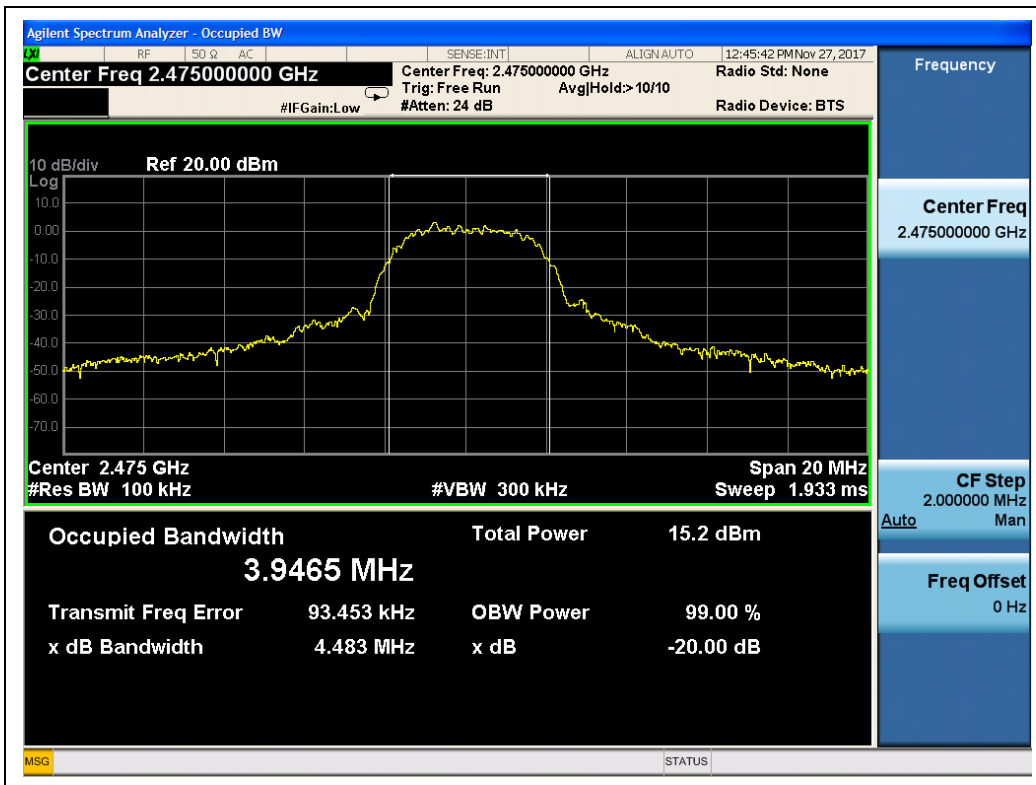 Agilent Spectrum Analyzer - Occupied BW
LXI RF 50 Ω AC SENSE:INT ALIGN AUTO 12:45:42 PM Nov 27, 2017
Center Freq 2.475000000 GHz
Center Freq: 2.475000000 GHz
Radio Std: None
Trig: Free Run Avg|Hold:> 10/10
#IFGain:Low
#Atten: 24 dB
Radio Device: BTS
10 dB/div Ref 20.00 dBm
Log
10.0
0.00
-10.0
-20.0
-30.0
-40.0
-50.0
-60.0
-70.0
Center 2.475 GHz
Span 20 MHz
#Res BW 100 kHz
#VBW 300 kHz
Sweep 1.933 ms
Occupied Bandwidth
3.9465 MHz
Total Power 15.2 dBm
Transmit Freq Error 93.453 kHz
OBW Power 99.00 %
x dB Bandwidth 4.483 MHz
x dB -20.00 dB
Frequency
Center Freq
2.475000000 GHz
CF Step
2.000000 MHz
Auto Man
Freq Offset
0 Hz
MSG
STATUS